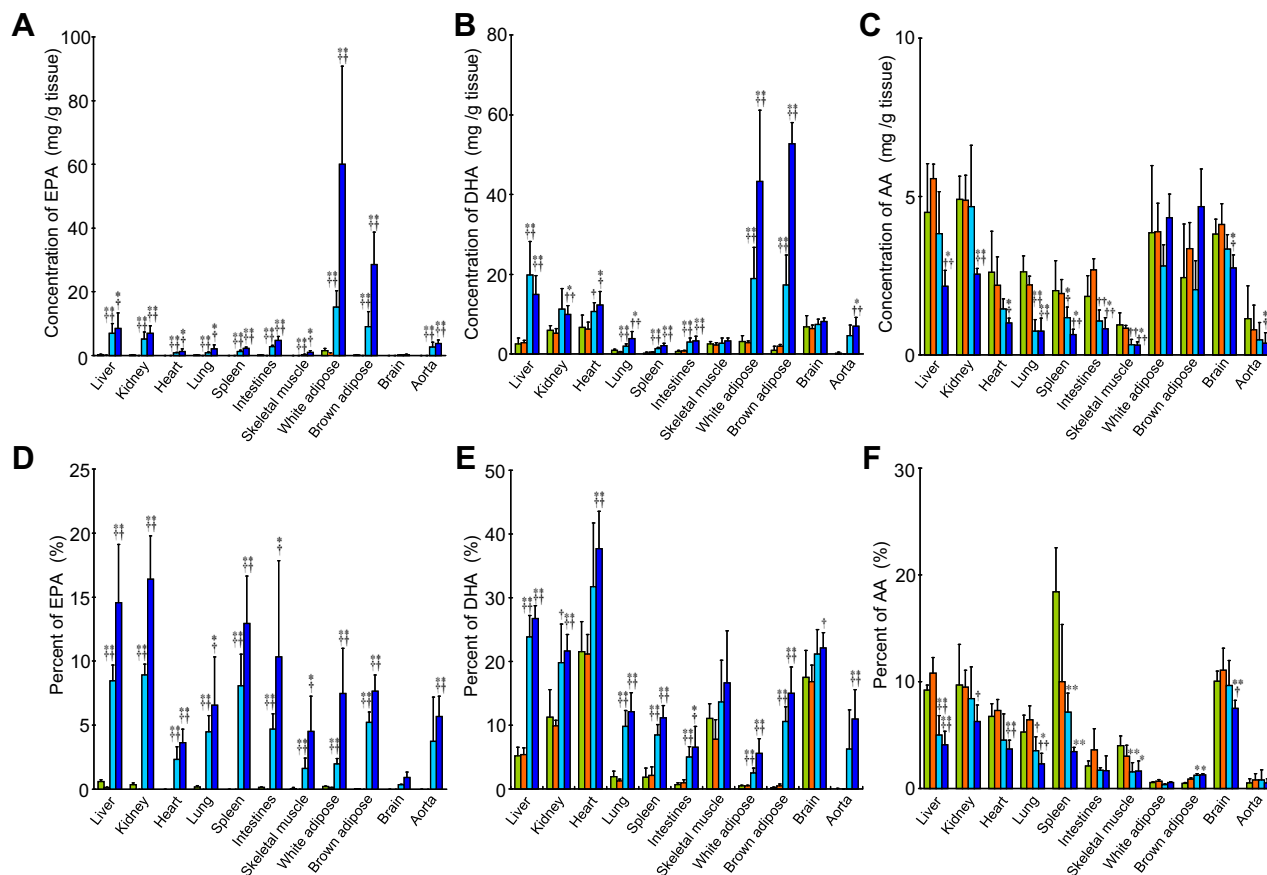 A
Concentration of EPA (mg /g tissue)
100
80
60
40
20
0
Liver
Kidney
Heart
Lung
Spleen
Intestines
Skeletal muscle
White adipose
Brown adipose
Brain
Aorta
B
Concentration of DHA (mg /g tissue)
80
60
40
20
0
Liver
Kidney
Heart
Lung
Spleen
Intestines
Skeletal muscle
White adipose
Brown adipose
Brain
Aorta
C
Concentration of AA (mg /g tissue)
10
5
0
Liver
Kidney
Heart
Lung
Spleen
Intestines
Skeletal muscle
White adipose
Brown adipose
Brain
Aorta
D
Percent of EPA (%)
25
20
15
10
5
0
Liver
Kidney
Heart
Lung
Spleen
Intestines
Skeletal muscle
White adipose
Brown adipose
Brain
Aorta
E
Percent of DHA (%)
50
40
30
20
10
0
Liver
Kidney
Heart
Lung
Spleen
Intestines
Skeletal muscle
White adipose
Brown adipose
Brain
Aorta
F
Percent of AA (%)
30
20
10
0
Liver
Kidney
Heart
Lung
Spleen
Intestines
Skeletal muscle
White adipose
Brown adipose
Brain
Aorta